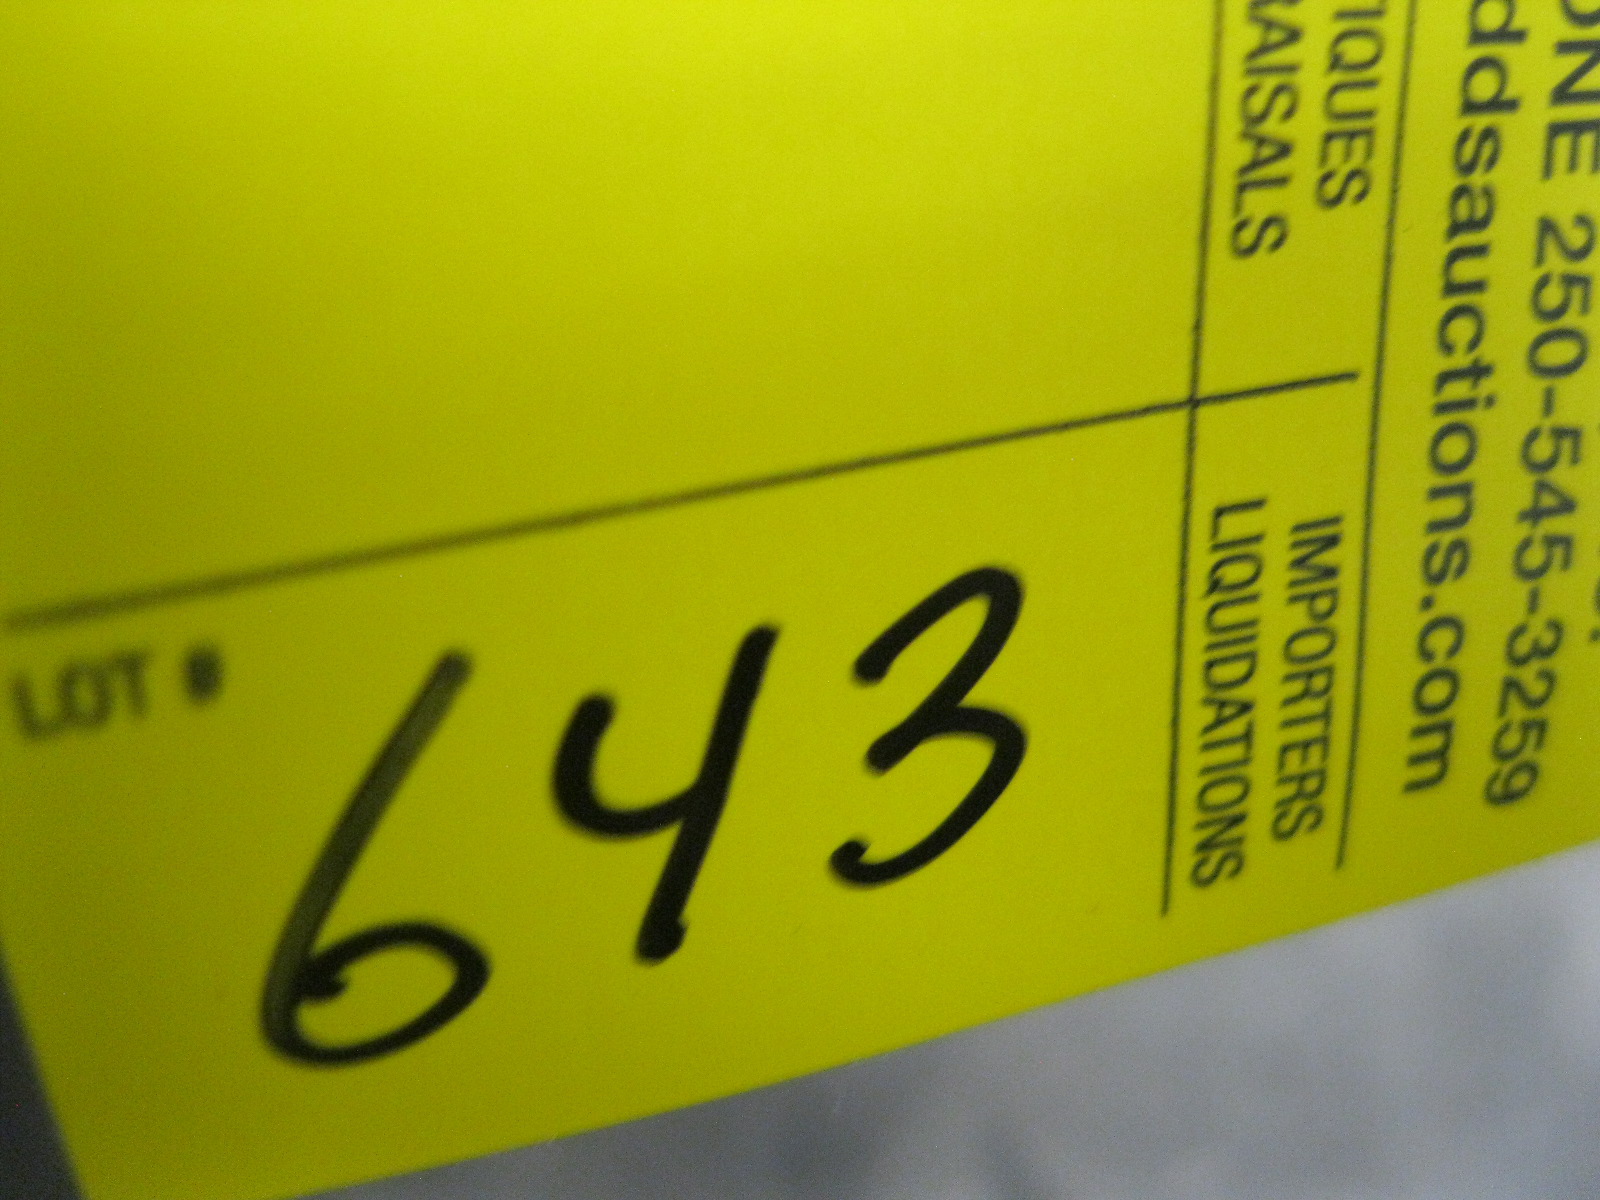 LOT #
643
IQUES
RAISALS
IMPORTERS
LIQUIDATIONS
ddsauctions.com
ONE 250-545-3259